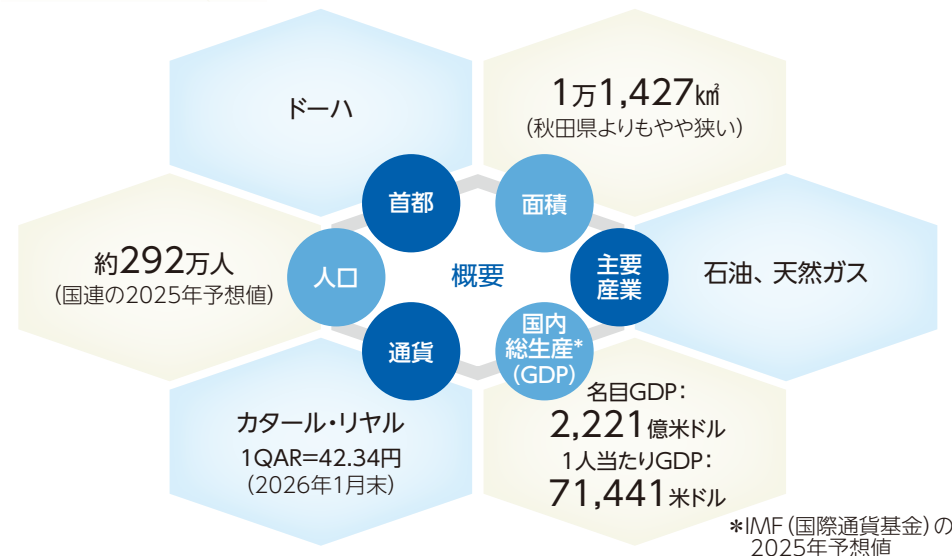 概要
首都
ドーハ
面積
1万1,427㎢
(秋田県よりもやや狭い)
人口
約292万人
(国連の2025年予想値)
主要
産業
石油、天然ガス
通貨
カタール・リヤル
1QAR=42.34円
(2026年1月末)
国内
総生産*
(GDP)
名目GDP:
2,221億米ドル
1人当たりGDP:
71,441米ドル
*IMF(国際通貨基金)の
2025年予想値